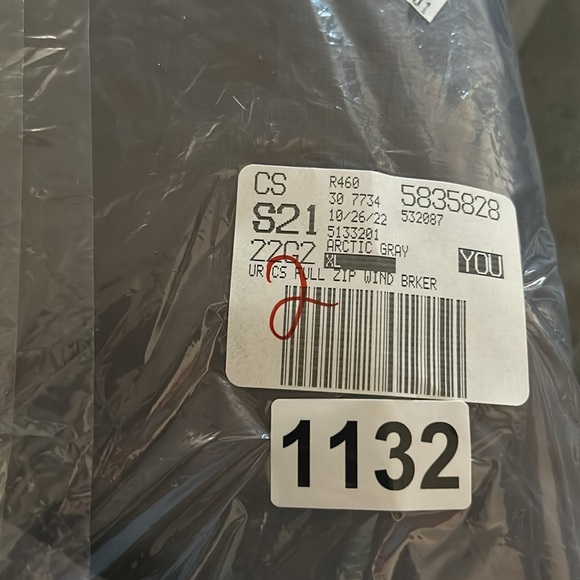 CS R460 5835828
30 7734
S21 10/26/22 532087
5133201
22G2 ARCTIC GRAY
XL YOU
UR CS FULL ZIP WIND BRKER
2
1132